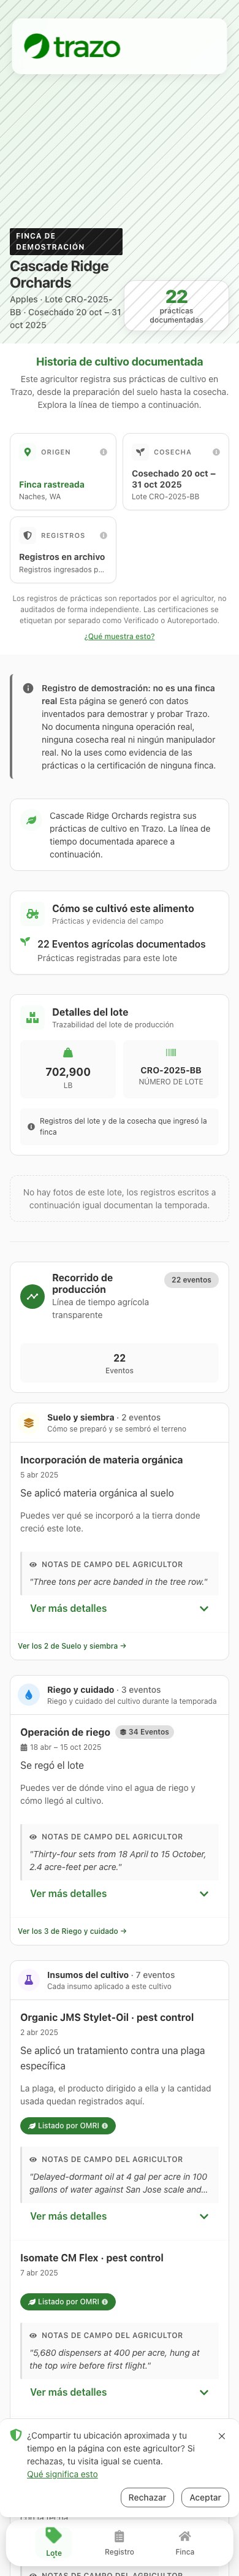 trazo
FINCA DE
DEMOSTRACIÓN
Cascade Ridge
Orchards
Apples · Lote CRO-2025-
BB · Cosechado 20 oct – 31
oct 2025
22
prácticas
documentadas
Historia de cultivo documentada
Este agricultor registra sus prácticas de cultivo en
Trazo, desde la preparación del suelo hasta la cosecha.
Explora la línea de tiempo a continuación.
ORIGEN
Finca rastreada
Naches, WA
COSECHA
Cosechado 20 oct –
31 oct 2025
Lote CRO-2025-BB
REGISTROS
Registros en archivo
Registros ingresados p...
Los registros de prácticas son reportados por el agricultor, no
auditados de forma independiente. Las certificaciones se
etiquetan por separado como Verificado o Autoreportado.
¿Qué muestra esto?
Registro de demostración: no es una finca
real Esta página se generó con datos
inventados para demostrar y probar Trazo.
No documenta ninguna operación real,
ninguna cosecha real ni ningún manipulador
real. No la uses como evidencia de las
prácticas o la certificación de ninguna finca.
Cascade Ridge Orchards registra sus
prácticas de cultivo en Trazo. La línea de
tiempo documentada aparece a
continuación.
Cómo se cultivó este alimento
Prácticas y evidencia del campo
22 Eventos agrícolas documentados
Prácticas registradas para este lote
Detalles del lote
Trazabilidad del lote de producción
702,900
LB
CRO-2025-BB
NÚMERO DE LOTE
Registros del lote y de la cosecha que ingresó la
finca
No hay fotos de este lote, los registros escritos a
continuación igual documentan la temporada.
Recorrido de
producción
Línea de tiempo agrícola
transparente
22 eventos
22
Eventos
Suelo y siembra · 2 eventos
Cómo se preparó y se sembró el terreno
Incorporación de materia orgánica
5 abr 2025
Se aplicó materia orgánica al suelo
Puedes ver qué se incorporó a la tierra donde
creció este lote.
NOTAS DE CAMPO DEL AGRICULTOR
"Three tons per acre banded in the tree row."
Ver más detalles
Ver los 2 de Suelo y siembra →
Riego y cuidado · 3 eventos
Riego y cuidado del cultivo durante la temporada
Operación de riego
34 Eventos
18 abr – 15 oct 2025
Se regó el lote
Puedes ver de dónde vino el agua de riego y
cómo llegó al cultivo.
NOTAS DE CAMPO DEL AGRICULTOR
"Thirty-four sets from 18 April to 15 October,
2.4 acre-feet per acre."
Ver más detalles
Ver los 3 de Riego y cuidado →
Insumos del cultivo · 7 eventos
Cada insumo aplicado a este cultivo
Organic JMS Stylet-Oil · pest control
2 abr 2025
Se aplicó un tratamiento contra una plaga
específica
La plaga, el producto dirigido a ella y la cantidad
usada quedan registrados aquí.
Listado por OMRI
NOTAS DE CAMPO DEL AGRICULTOR
"Delayed-dormant oil at 4 gal per acre in 100
gallons of water against San Jose scale and...
Ver más detalles
Isomate CM Flex · pest control
7 abr 2025
Listado por OMRI
NOTAS DE CAMPO DEL AGRICULTOR
"5,680 dispensers at 400 per acre, hung at
the top wire before first flight."
Ver más detalles
¿Compartir tu ubicación aproximada y tu
tiempo en la página con este agricultor? Si
rechazas, tu visita igual se cuenta.
Qué significa esto
Rechazar
Aceptar
Lote
Registro
Finca